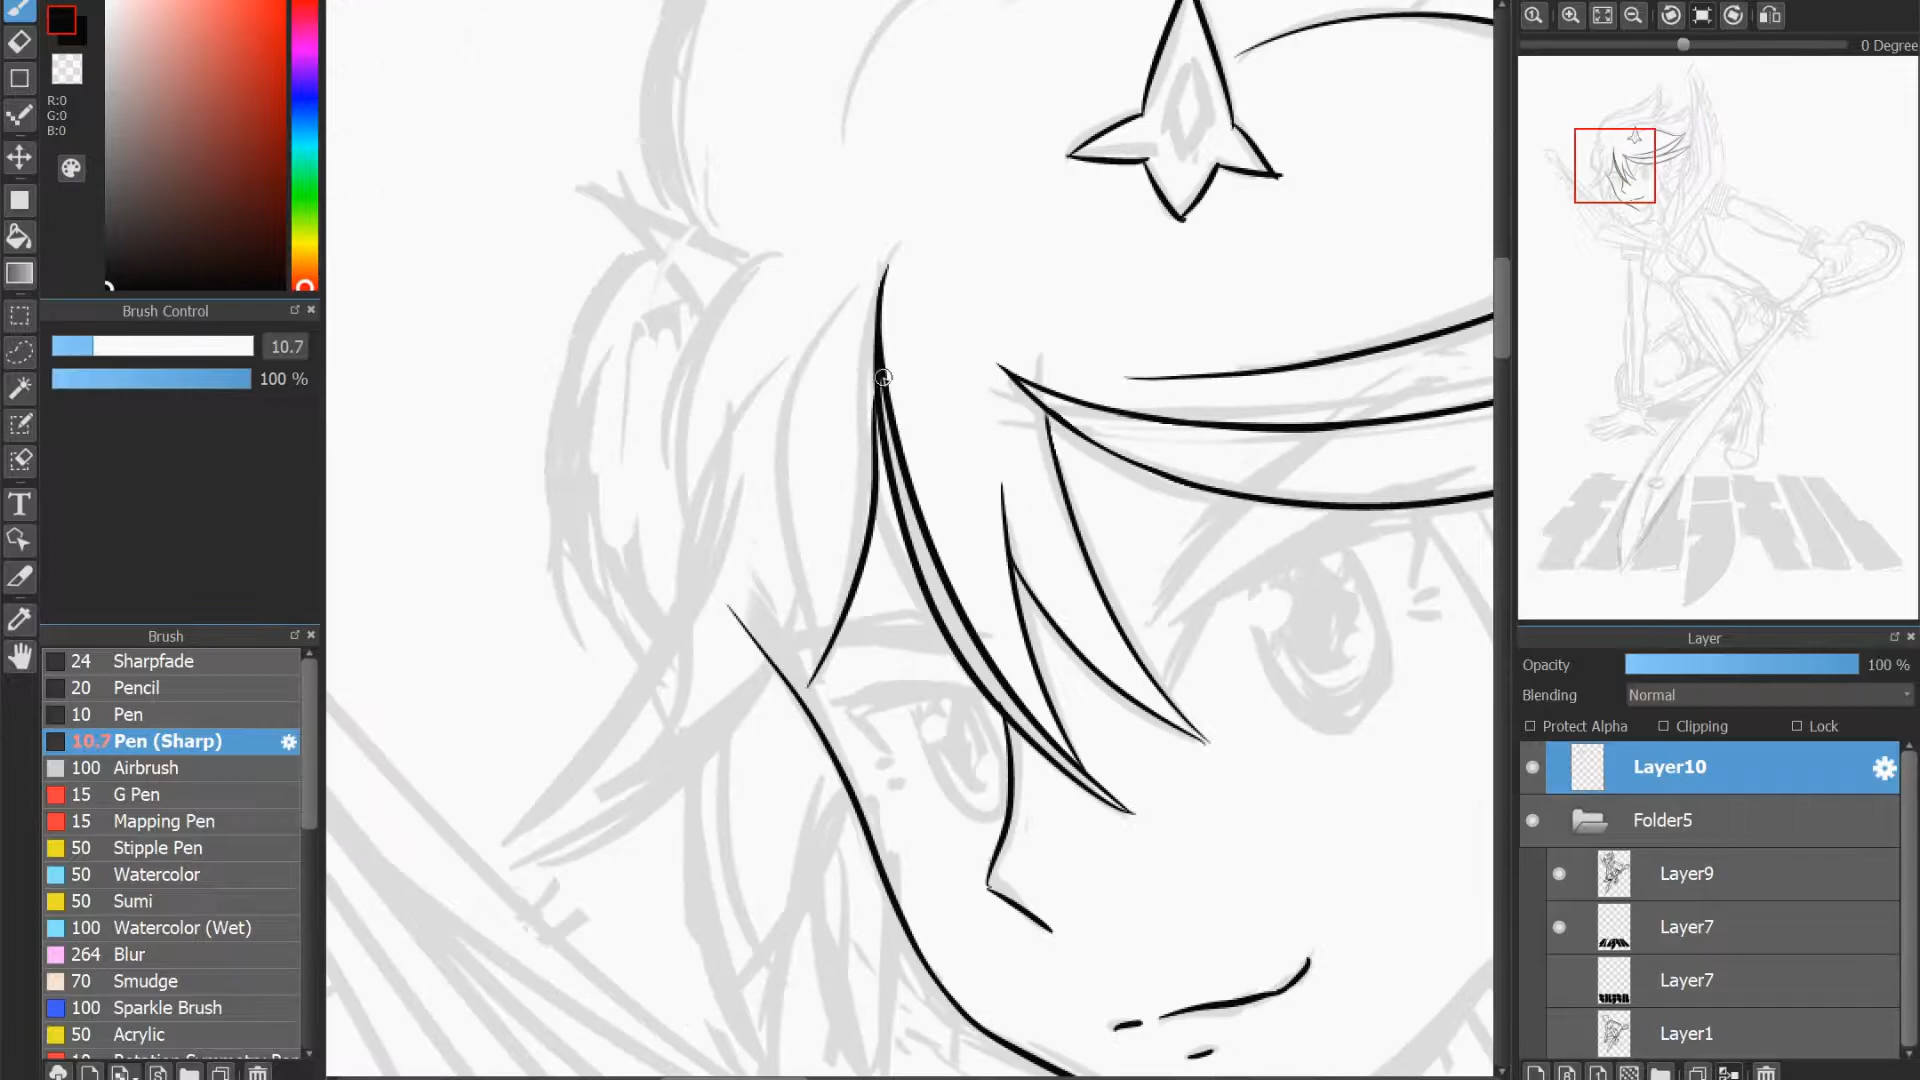 0 Degree
R:0
G:0
B:0
Brush Control
10.7
100 %
Brush
24 Sharpfade
20 Pencil
10 Pen
10.7 Pen (Sharp)
100 Airbrush
15 G Pen
15 Mapping Pen
50 Stipple Pen
50 Watercolor
50 Sumi
100 Watercolor (Wet)
264 Blur
70 Smudge
100 Sparkle Brush
50 Acrylic
Layer
Opacity 100 %
Blending Normal
Protect Alpha Clipping Lock
Layer10
Folder5
Layer9
Layer7
Layer7
Layer1